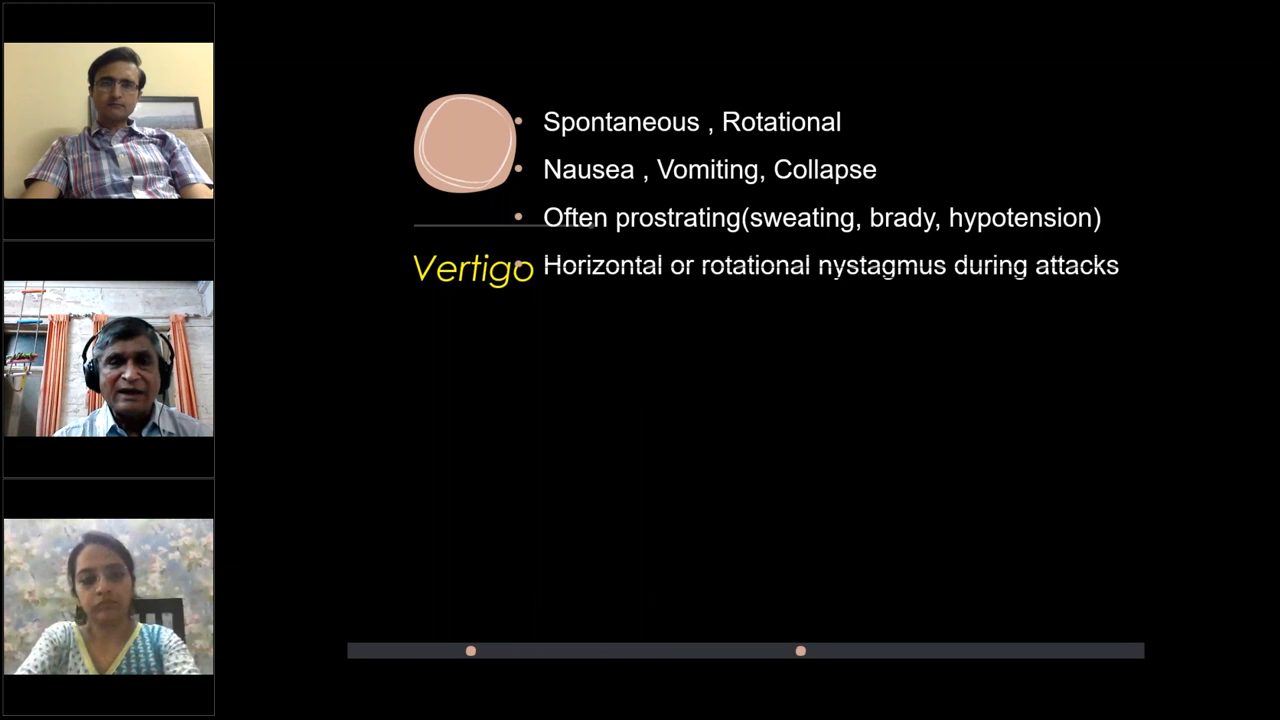 Spontaneous , Rotational
Nausea , Vomiting, Collapse
Often prostrating(sweating, brady, hypotension)
Vertigo
Horizontal or rotational nystagmus during attacks